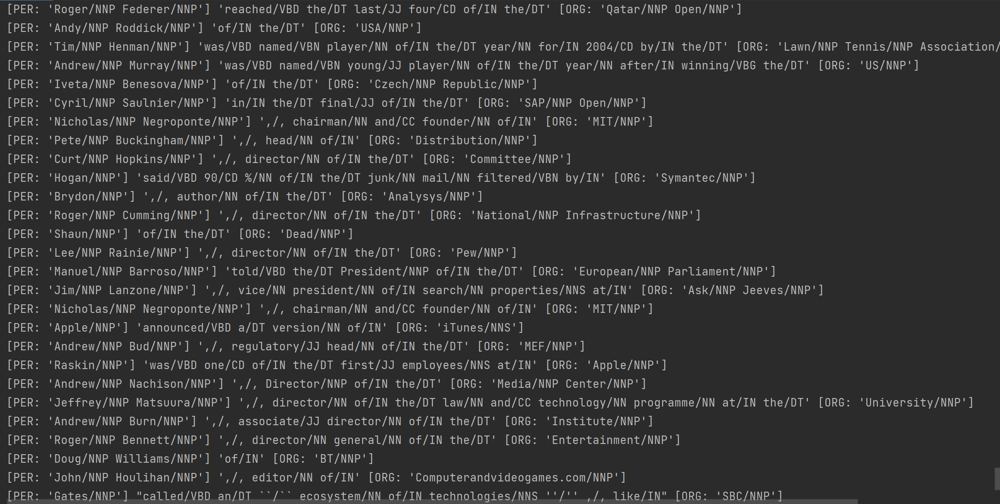 [PER: 'Roger/NNP Federer/NNP'] 'reached/VBD the/DT last/JJ four/CD of/IN the/DT' [ORG: 'Qatar/NNP Open/NNP']
[PER: 'Andy/NNP Roddick/NNP'] 'of/IN the/DT' [ORG: 'USA/NNP']
[PER: 'Tim/NNP Henman/NNP'] 'was/VBD named/VBN player/NN of/IN the/DT year/NN for/IN 2004/CD by/IN the/DT' [ORG: 'Lawn/NNP Tennis/NNP Association/
[PER: 'Andrew/NNP Murray/NNP'] 'was/VBD named/VBN young/JJ player/NN of/IN the/DT year/NN after/IN winning/VBG the/DT' [ORG: 'US/NNP']
[PER: 'Iveta/NNP Benesova/NNP'] 'of/IN the/DT' [ORG: 'Czech/NNP Republic/NNP']
[PER: 'Cyril/NNP Saulnier/NNP'] 'in/IN the/DT final/JJ of/IN the/DT' [ORG: 'SAP/NNP Open/NNP']
[PER: 'Nicholas/NNP Negroponte/NNP'] ',/, chairman/NN and/CC founder/NN of/IN' [ORG: 'MIT/NNP']
[PER: 'Pete/NNP Buckingham/NNP'] ',/, head/NN of/IN' [ORG: 'Distribution/NNP']
[PER: 'Curt/NNP Hopkins/NNP'] ',/, director/NN of/IN the/DT' [ORG: 'Committee/NNP']
[PER: 'Hogan/NNP'] 'said/VBD 90/CD %/NN of/IN the/DT junk/NN mail/NN filtered/VBN by/IN' [ORG: 'Symantec/NNP']
[PER: 'Brydon/NNP'] ',/, author/NN of/IN the/DT' [ORG: 'Analysys/NNP']
[PER: 'Roger/NNP Cumming/NNP'] ',/, director/NN of/IN the/DT' [ORG: 'National/NNP Infrastructure/NNP']
[PER: 'Shaun/NNP'] 'of/IN the/DT' [ORG: 'Dead/NNP']
[PER: 'Lee/NNP Rainie/NNP'] ',/, director/NN of/IN the/DT' [ORG: 'Pew/NNP']
[PER: 'Manuel/NNP Barroso/NNP'] 'told/VBD the/DT President/NNP of/IN the/DT' [ORG: 'European/NNP Parliament/NNP']
[PER: 'Jim/NNP Lanzone/NNP'] ',/, vice/NN president/NN of/IN search/NN properties/NNS at/IN' [ORG: 'Ask/NNP Jeeves/NNP']
[PER: 'Nicholas/NNP Negroponte/NNP'] ',/, chairman/NN and/CC founder/NN of/IN' [ORG: 'MIT/NNP']
[PER: 'Apple/NNP'] 'announced/VBD a/DT version/NN of/IN' [ORG: 'iTunes/NNS']
[PER: 'Andrew/NNP Bud/NNP'] ',/, regulatory/JJ head/NN of/IN the/DT' [ORG: 'MEF/NNP']
[PER: 'Raskin/NNP'] 'was/VBD one/CD of/IN the/DT first/JJ employees/NNS at/IN' [ORG: 'Apple/NNP']
[PER: 'Andrew/NNP Nachison/NNP'] ',/, Director/NNP of/IN the/DT' [ORG: 'Media/NNP Center/NNP']
[PER: 'Jeffrey/NNP Matsuura/NNP'] ',/, director/NN of/IN the/DT law/NN and/CC technology/NN programme/NN at/IN the/DT' [ORG: 'University/NNP']
[PER: 'Andrew/NNP Burn/NNP'] ',/, associate/JJ director/NN of/IN the/DT' [ORG: 'Institute/NNP']
[PER: 'Roger/NNP Bennett/NNP'] ',/, director/NN general/NN of/IN the/DT' [ORG: 'Entertainment/NNP']
[PER: 'Doug/NNP Williams/NNP'] 'of/IN' [ORG: 'BT/NNP']
[PER: 'John/NNP Houlihan/NNP'] ',/, editor/NN of/IN' [ORG: 'Computerandvideogames.com/NNP']
[PER: 'Gates/NNP'] "called/VBD an/DT ``/`` ecosystem/NN of/IN technologies/NNS ''/'' ,/, like/IN" [ORG: 'SBC/NNP']